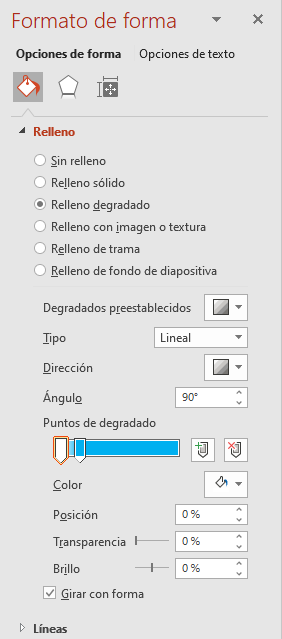 Formato de forma
Opciones de forma Opciones de texto
Relleno
Sin relleno
Relleno sólido
Relleno degradado
Relleno con imagen o textura
Relleno de trama
Relleno de fondo de diapositiva
Degradados preestablecidos
Tipo Lineal
Dirección
Ángulo 90°
Puntos de degradado
Color
Posición 0 %
Transparencia 0 %
Brillo 0 %
Girar con forma
Líneas